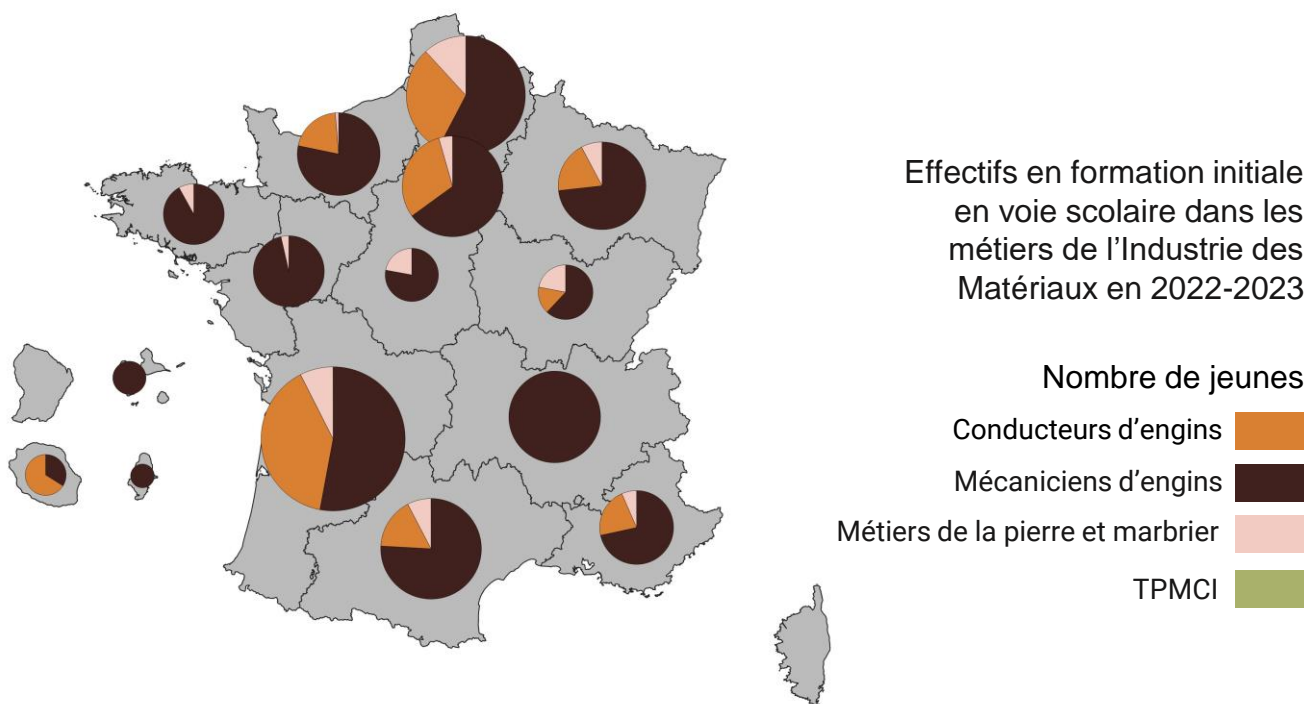 Effectifs en formation initiale
en voie scolaire dans les
métiers de l’Industrie des
Matériaux en 2022-2023
Nombre de jeunes
Conducteurs d’engins
Mécaniciens d’engins
Métiers de la pierre et marbrier
TPMCI